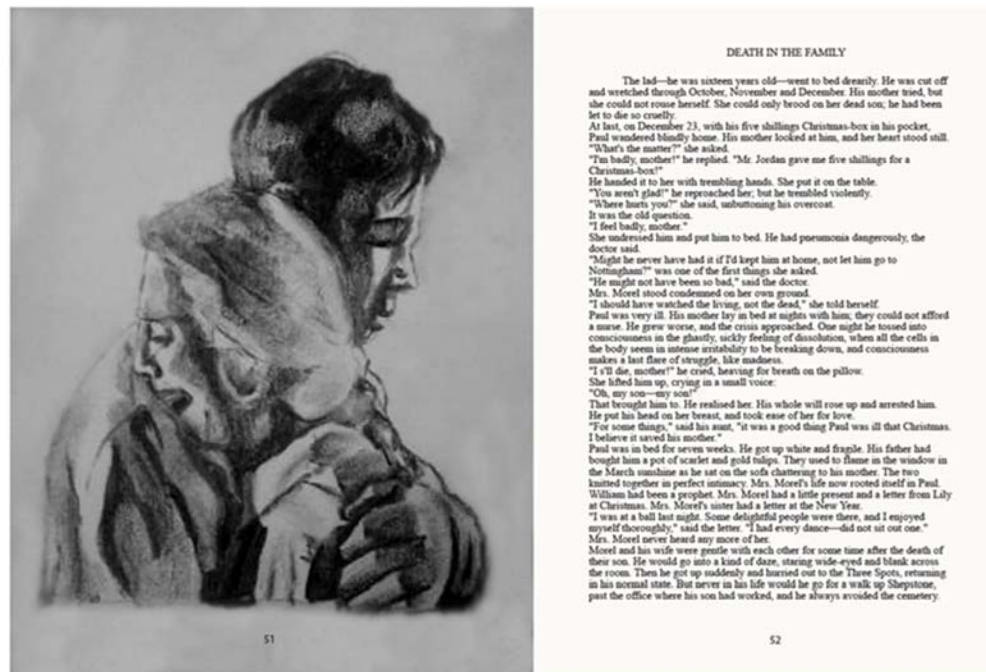 DEATH IN THE FAMILY
The lad—he was sixteen years old—went to bed drearily. He was cut off
and wretched through October, November and December. His mother tried, but
she could not rouse herself. She could only brood on her dead son; he had been
let to die so cruelly.
At last, on December 23, with his five shillings Christmas-box in his pocket,
Paul wandered blindly home. His mother looked at him, and her heart stood still.
"What's the matter?" she asked.
"I'm badly, mother!" he replied. "Mr. Jordan gave me five shillings for a
Christmas-box!"
He handed it to her with trembling hands. She put it on the table.
"You aren't glad!" he reproached her; but he trembled violently.
"Where hurts you?" she said, unbuttoning his overcoat.
It was the old question.
"I feel badly, mother."
She undressed him and put him to bed. He had pneumonia dangerously, the
doctor said.
"Might he never have had it if I'd kept him at home, not let him go to
Nottingham?" was one of the first things she asked.
"He might not have been so bad," said the doctor.
Mrs. Morel stood condemned on her own ground.
"I should have watched the living, not the dead," she told herself.
Paul was very ill. His mother lay in bed at nights with him; they could not afford
a nurse. He grew worse, and the crisis approached. One night he tossed into
consciousness in the ghastly, sickly feeling of dissolution, when all the cells in
the body seem in intense irritability to be breaking down, and consciousness
makes a last flare of struggle, like madness.
"I s'll die, mother!" he cried, heaving for breath on the pillow.
She lifted him up, crying in a small voice:
"Oh, my son—my son!"
That brought him to. He realised her. His whole will rose up and arrested him.
He put his head on her breast, and took ease of her for love.
"For some things," said his aunt, "it was a good thing Paul was ill that Christmas.
I believe it saved his mother."
Paul was in bed for seven weeks. He got up white and fragile. His father had
bought him a pot of scarlet and gold tulips. They used to flame in the window in
the March sunshine as he sat on the sofa chattering to his mother. The two
knitted together in perfect intimacy. Mrs. Morel's life now rooted itself in Paul.
William had been a prophet. Mrs. Morel had a little present and a letter from Lily
at Christmas. Mrs. Morel's sister had a letter at the New Year.
"I was at a ball last night. Some delightful people were there, and I enjoyed
myself thoroughly," said the letter. "I had every dance—did not sit out one."
Mrs. Morel never heard any more of her.
Morel and his wife were gentle with each other for some time after the death of
their son. He would go into a kind of daze, staring wide-eyed and blank across
the room. Then he got up suddenly and hurried out to the Three Spots, returning
in his normal state. But never in his life would he go for a walk up Shepstone,
past the office where his son had worked, and he always avoided the cemetery.
51
52